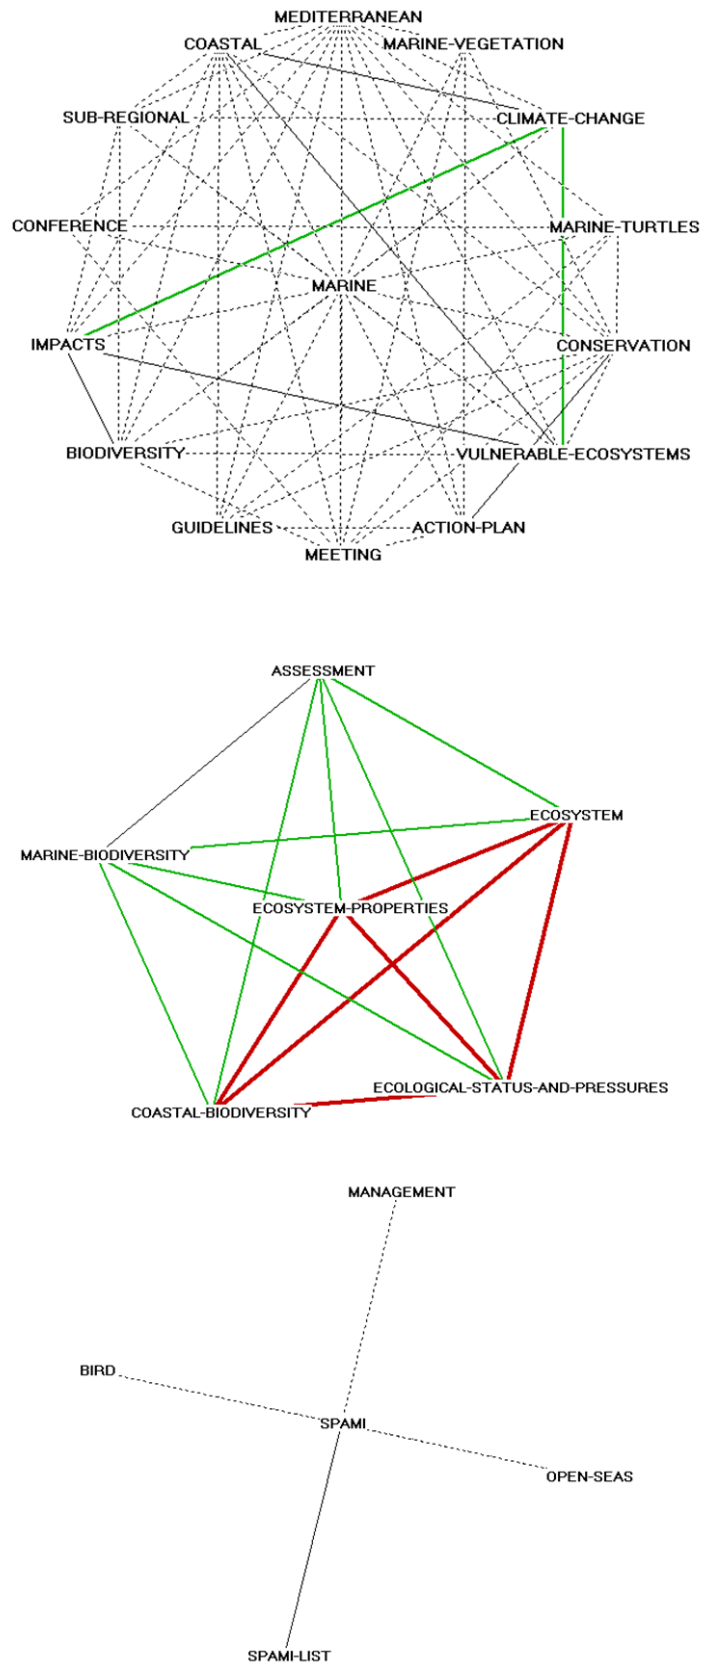 MEDITERRANEAN
COASTAL
MARINE-VEGETATION
SUB-REGIONAL
CLIMATE-CHANGE
CONFERENCE
MARINE-TURTLES
MARINE
IMPACTS
CONSERVATION
BIODIVERSITY
VULNERABLE-ECOSYSTEMS
GUIDELINES
ACTION-PLAN
MEETING
ASSESSMENT
ECOSYSTEM
MARINE-BIODIVERSITY
ECOSYSTEM-PROPERTIES
ECOLOGICAL-STATUS-AND-PRESSURES
COASTAL-BIODIVERSITY
MANAGEMENT
BIRD
SPAMI
OPEN-SEAS
SPAMI-LIST